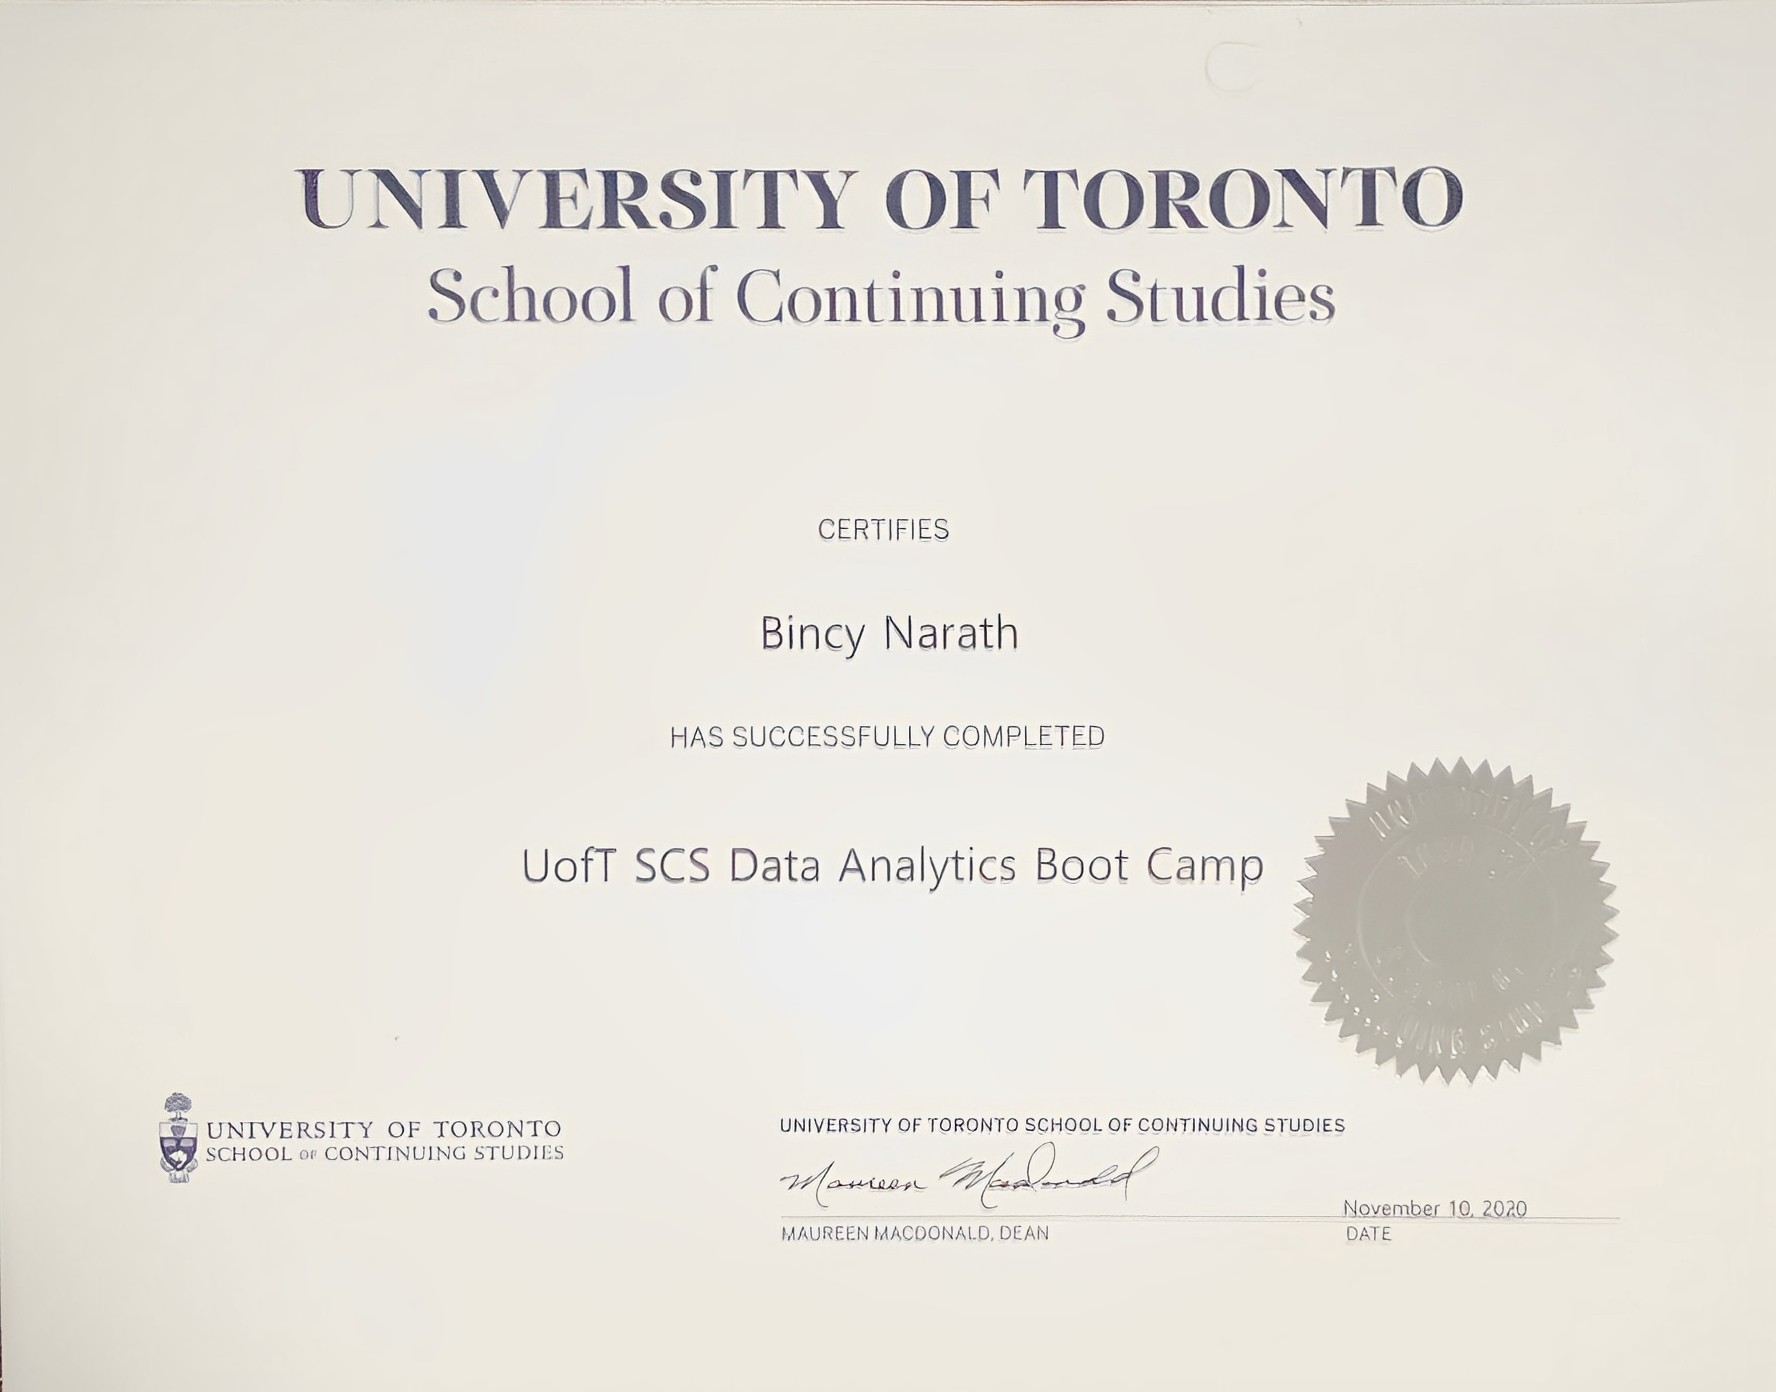 UNIVERSITY OF TORONTO
School of Continuing Studies
CERTIFIES
Bincy Narath
HAS SUCCESSFULLY COMPLETED
UofT SCS Data Analytics Boot Camp
UNIVERSITY OF TORONTO
SCHOOL OF CONTINUING STUDIES
UNIVERSITY OF TORONTO SCHOOL OF CONTINUING STUDIES
Maureen MacDonald
November 10, 2020
MAUREEN MACDONALD, DEAN
DATE